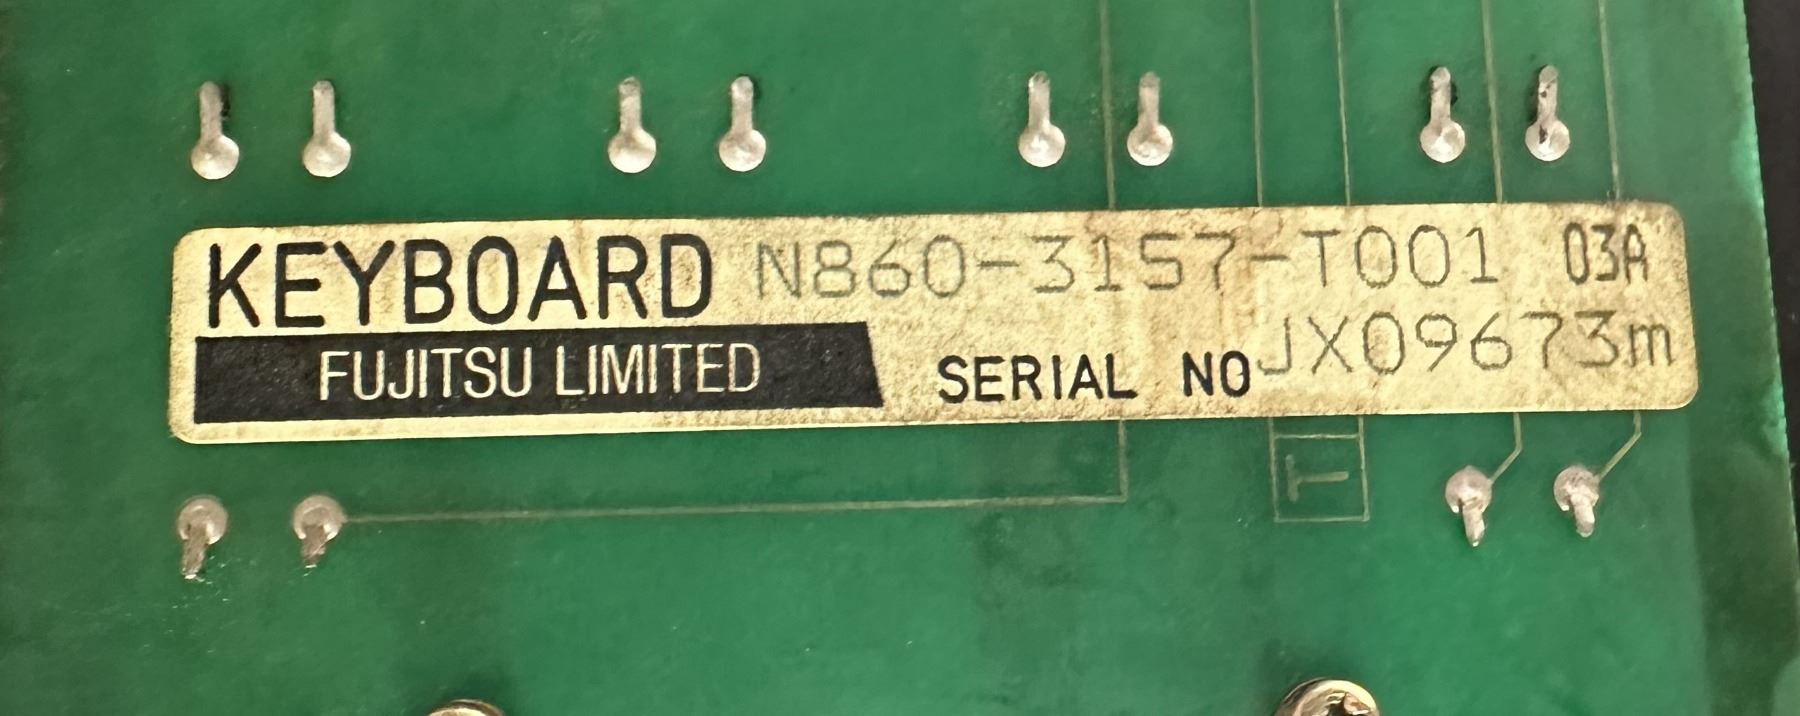 KEYBOARD N860-3157-T001 03A
FUJITSU LIMITED SERIAL NO JX09673m
T